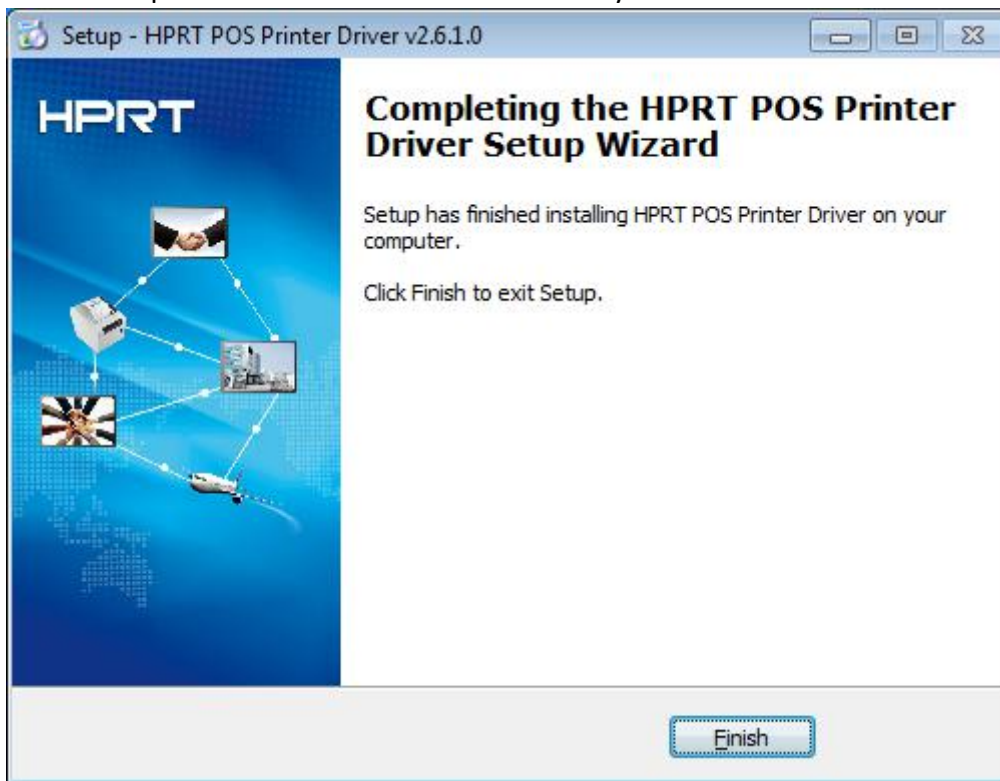 Setup - HPRT POS Printer Driver v2.6.1.0
HPRT
Completing the HPRT POS Printer
Driver Setup Wizard
Setup has finished installing HPRT POS Printer Driver on your
computer.
Click Finish to exit Setup.
Finish